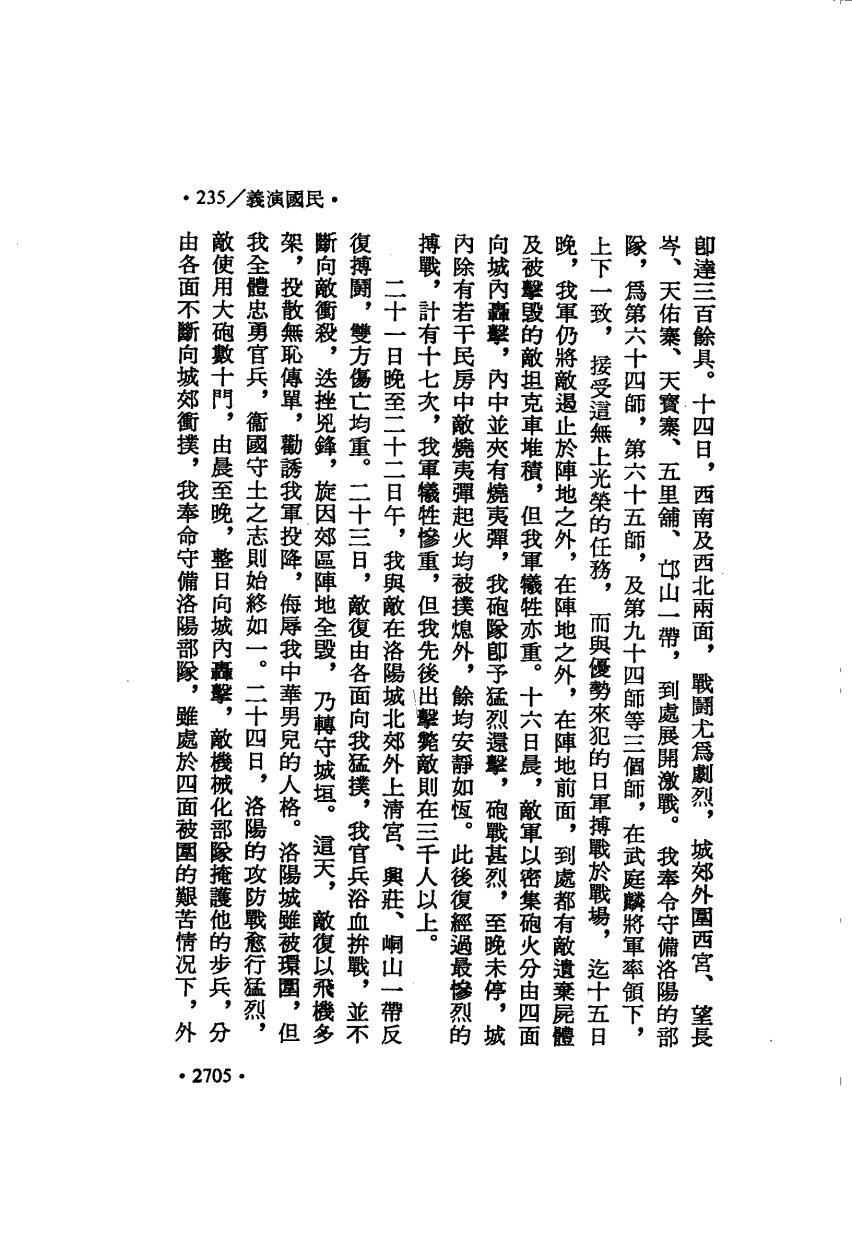 •235／義演國民•
卽達三百餘具。十四日，西南及西北兩面，戰鬪尤爲劇烈，城郊外圍西宮、望長
岑、天佑寨、天寶寨、五里舖、邙山一帶，到處展開激戰。我奉令守備洛陽的部
隊，爲第六十四師，第六十五師，及第九十四師等三個師，在武庭麟將軍率領下，
上下一致，接受這無上光榮的任務，而與優勢來犯的日軍搏戰於戰場，迄十五日
晚，我軍仍將敵遏止於陣地之外，在陣地之外，在陣地前面，到處都有敵遺棄屍體
及被擊毀的敵坦克車堆積，但我軍犧牲亦重。十六日晨，敵軍以密集砲火分由四面
向城內轟擊，內中並夾有燒夷彈，我砲隊卽予猛烈還擊，砲戰甚烈，至晚未停，城
內除有若干民房中敵燒夷彈起火均被撲熄外，餘均安靜如恆。此後復經過最慘烈的
搏戰，計有十七次，我軍犧牲慘重，但我先後出擊斃敵則在三千人以上。
二十一日晚至二十二日午，我與敵在洛陽城北郊外上清宮、興莊、峒山一帶反
復搏鬪，雙方傷亡均重。二十三日，敵復由各面向我猛撲，我官兵浴血拚戰，並不
斷向敵衝殺，迭挫兇鋒，旋因郊區陣地全毀，乃轉守城垣。這天，敵復以飛機多
架，投散無恥傳單，勸誘我軍投降，侮辱我中華男兒的人格。洛陽城雖被環圍，但
我全體忠勇官兵，衞國守土之志則始終如一。二十四日，洛陽的攻防戰愈行猛烈，
敵使用大砲數十門，由晨至晚，整日向城內轟擊，敵機械化部隊掩護他的步兵，分
由各面不斷向城郊衝撲，我奉命守備洛陽部隊，雖處於四面被圍的艱苦情况下，外
•2705•